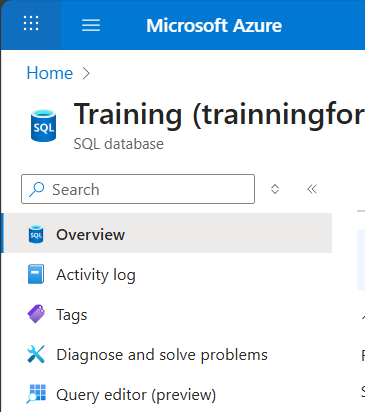 Microsoft Azure
Home
Training (trainningfor
SQL
SQL database
Search
SQL
Overview
Activity log
Tags
Diagnose and solve problems
Query editor (preview)